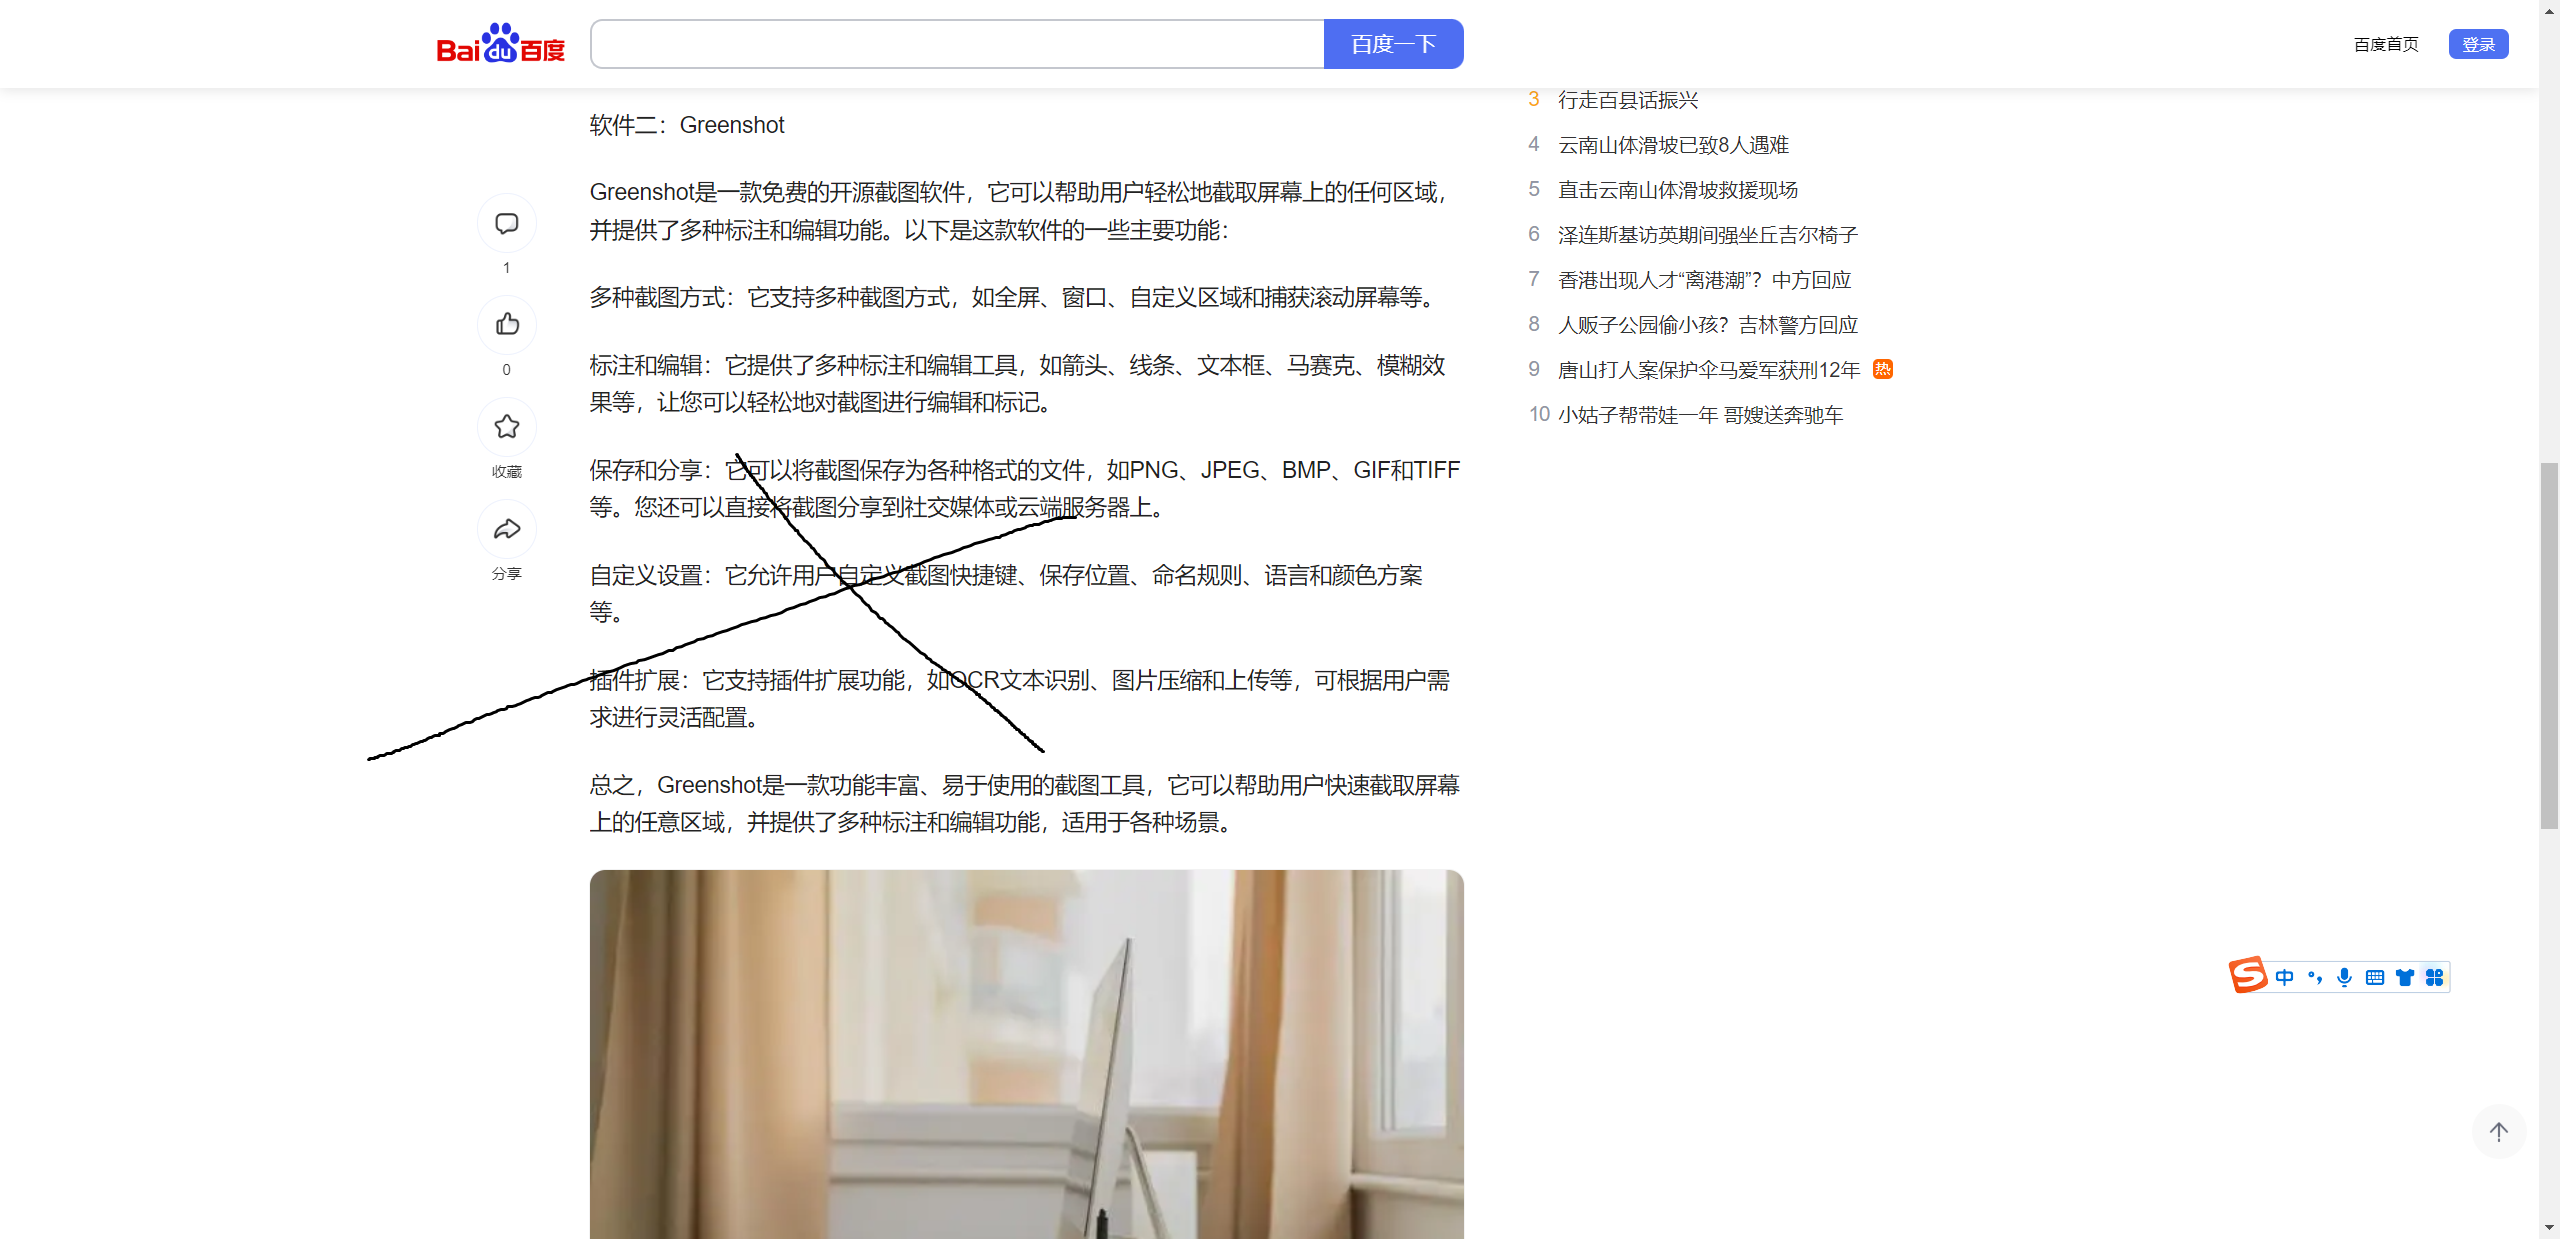 Bai du 百度
百度一下
百度首页
登录
软件二：Greenshot
Greenshot是一款免费的开源截图软件，它可以帮助用户轻松地截取屏幕上的任何区域，
并提供了多种标注和编辑功能。以下是这款软件的一些主要功能：
多种截图方式：它支持多种截图方式，如全屏、窗口、自定义区域和捕获滚动屏幕等。
标注和编辑：它提供了多种标注和编辑工具，如箭头、线条、文本框、马赛克、模糊效
果等，让您可以轻松地对截图进行编辑和标记。
保存和分享：它可以将截图保存为各种格式的文件，如PNG、JPEG、BMP、GIF和TIFF
等。您还可以直接将截图分享到社交媒体或云端服务器上。
自定义设置：它允许用户自定义截图快捷键、保存位置、命名规则、语言和颜色方案
等。
插件扩展：它支持插件扩展功能，如OCR文本识别、图片压缩和上传等，可根据用户需
求进行灵活配置。
总之，Greenshot是一款功能丰富、易于使用的截图工具，它可以帮助用户快速截取屏幕
上的任意区域，并提供了多种标注和编辑功能，适用于各种场景。
1
0
收藏
分享
3 行走百县话振兴
4 云南山体滑坡已致8人遇难
5 直击云南山体滑坡救援现场
6 泽连斯基访英期间强坐丘吉尔椅子
7 香港出现人才“离港潮”？中方回应
8 人贩子公园偷小孩？吉林警方回应
9 唐山打人案保护伞马爱军获刑12年 热
10 小姑子帮带娃一年 哥嫂送奔驰车
S 中 °，